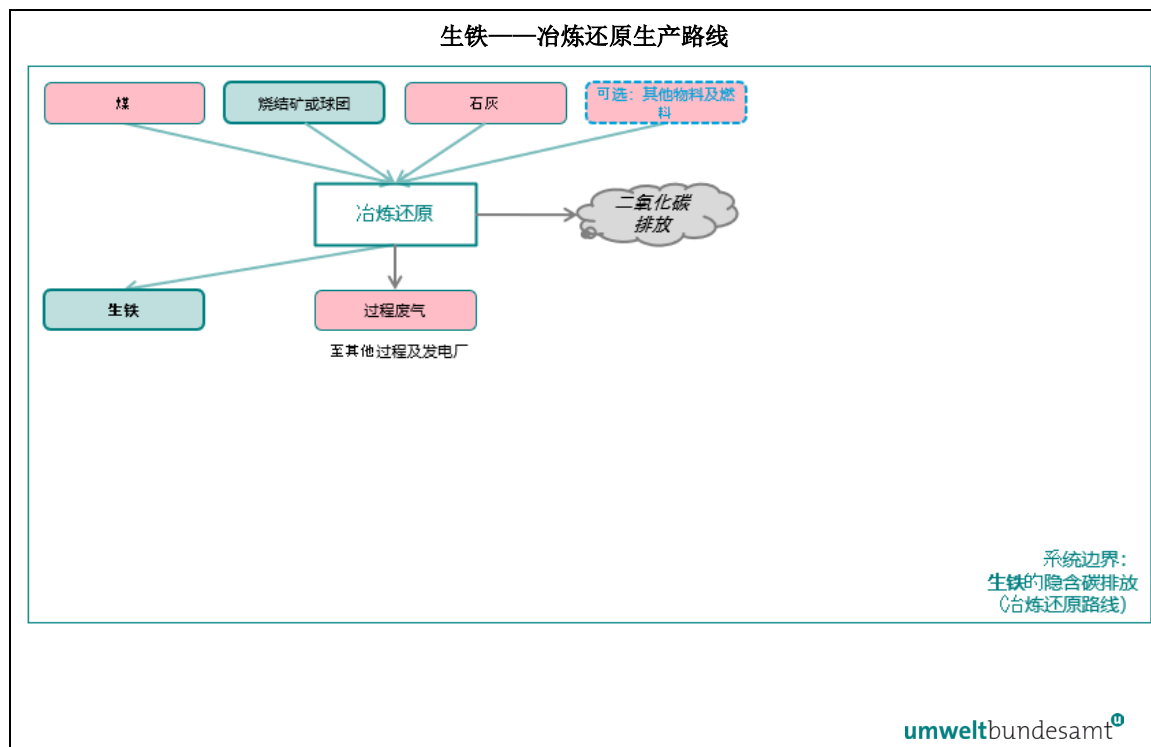 生铁——冶炼还原生产路线
煤
烧结矿或球团
石灰
可选：其他物料及燃
料
冶炼还原
二氧化碳
排放
生铁
过程废气
至其他过程及发电厂
系统边界：
生铁的隐含碳排放
（冶炼还原路线）
umweltbundesamt
u